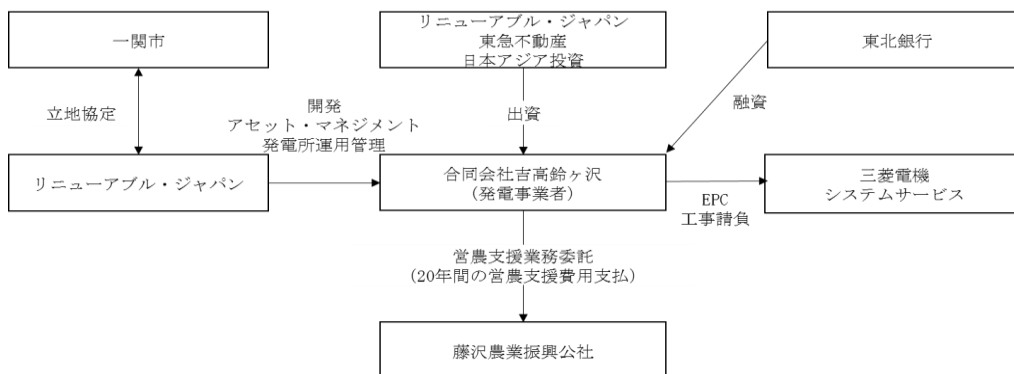 一関市
リニューアブル・ジャパン
東急不動産
日本アジア投資
東北銀行
立地協定
開発
アセット・マネジメント
発電所運用管理
出資
融資
リニューアブル・ジャパン
合同会社吉高鈴ヶ沢
（発電事業者）
三菱電機
システムサービス
EPC
工事請負
営農支援業務委託
（20年間の営農支援費用支払）
藤沢農業振興公社